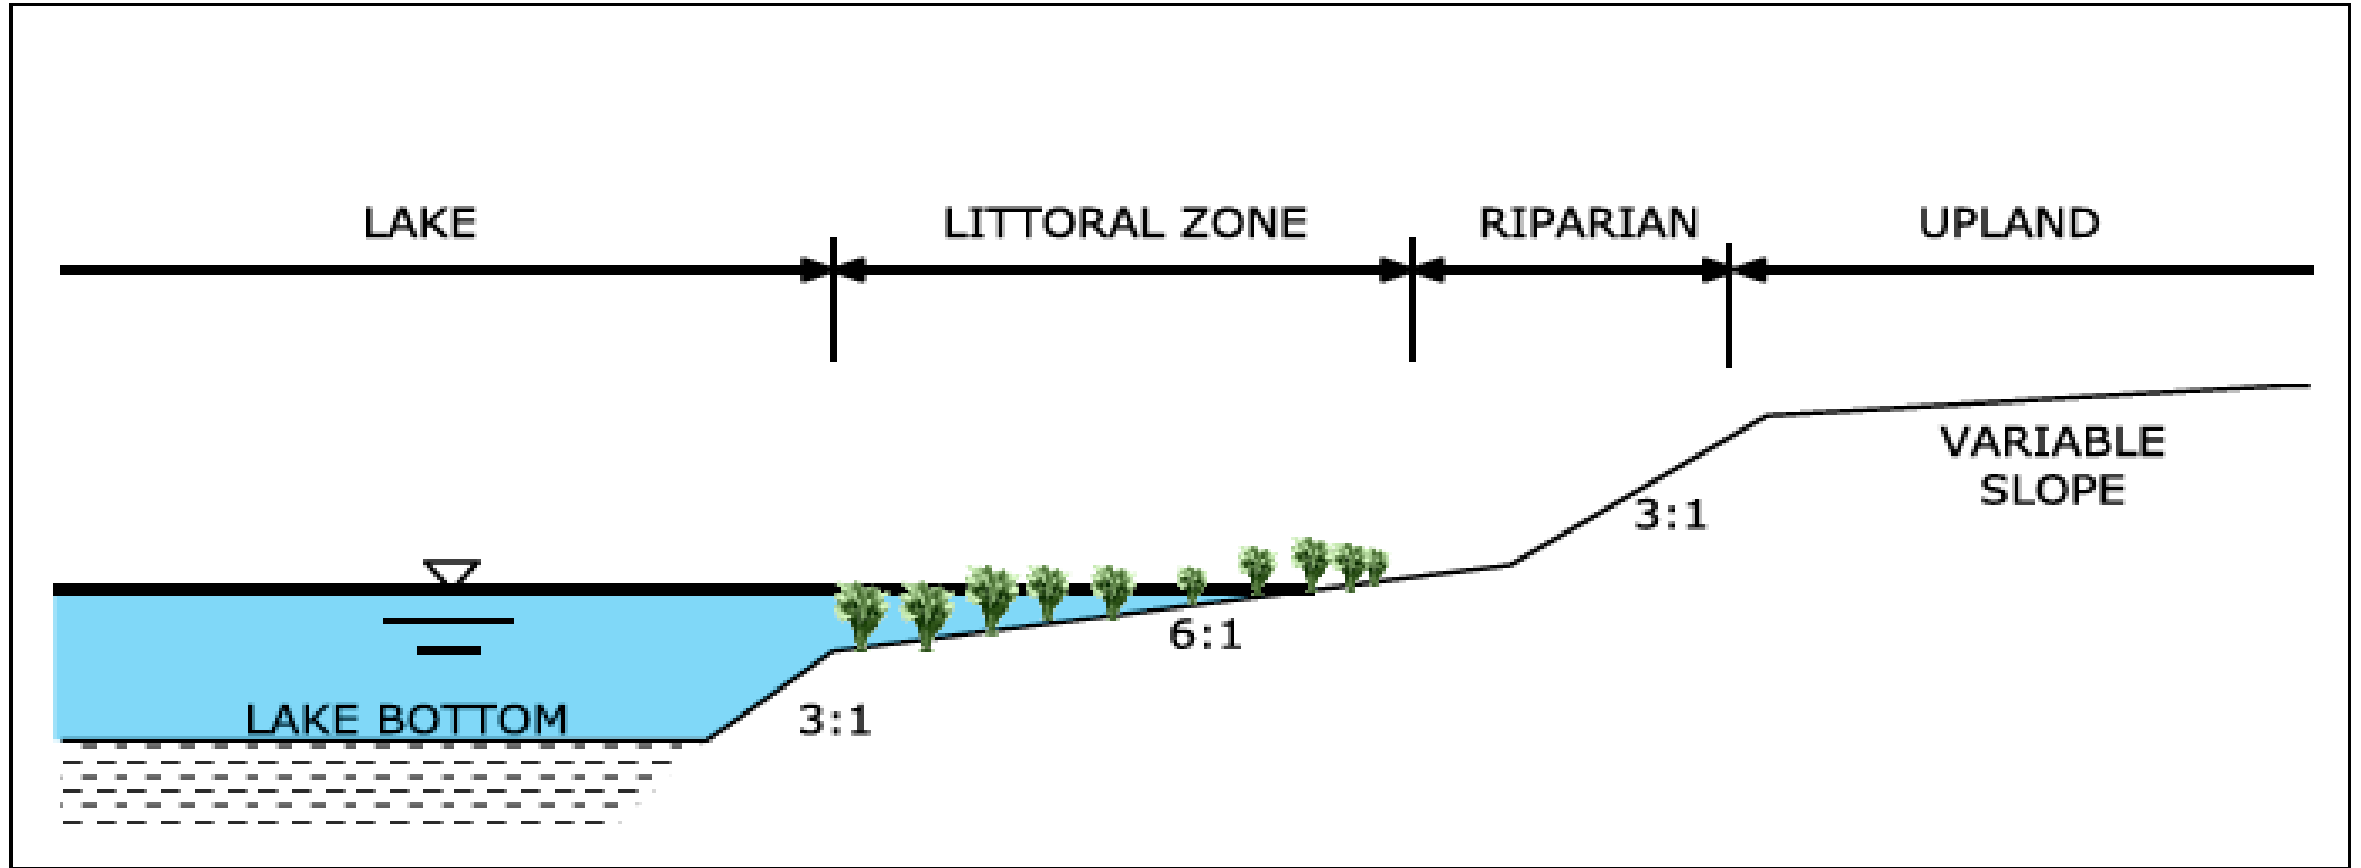 LAKE
LITTORAL ZONE
RIPARIAN
UPLAND
VARIABLE
SLOPE
3:1
6:1
LAKE BOTTOM
3:1